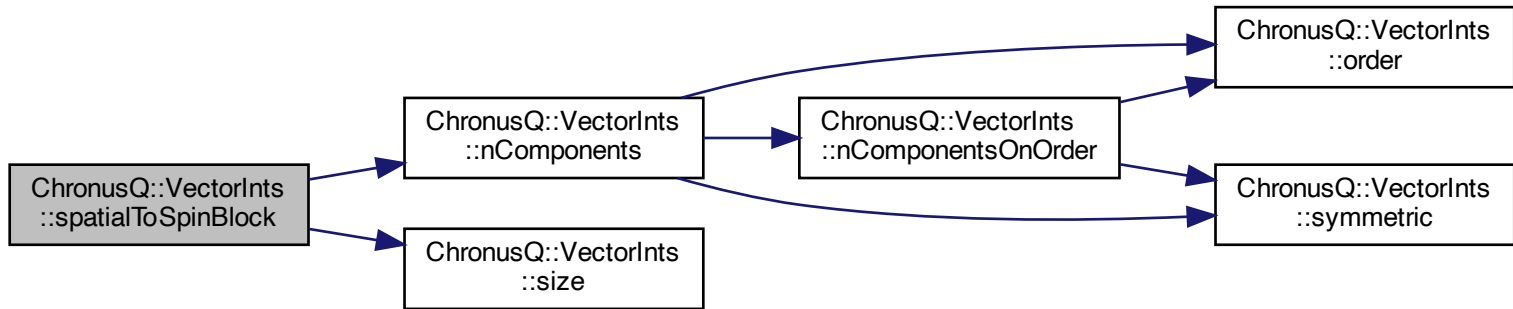 ChronusQ::VectorInts
::spatialToSpinBlock
ChronusQ::VectorInts
::nComponents
ChronusQ::VectorInts
::size
ChronusQ::VectorInts
::nComponentsOnOrder
ChronusQ::VectorInts
::order
ChronusQ::VectorInts
::symmetric